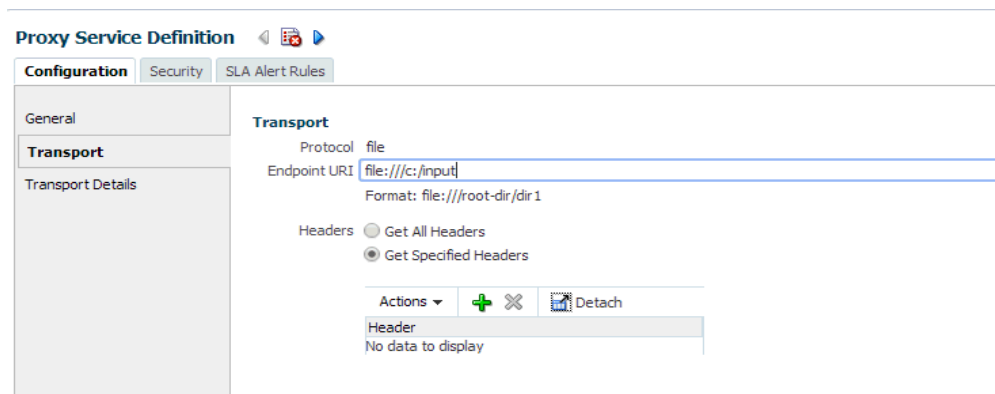 Proxy Service Definition
Configuration Security SLA Alert Rules
General
Transport
Transport Details
Transport
Protocol file
Endpoint URI file:///c:/input
Format: file:///root-dir/dir1
Headers Get All Headers
Get Specified Headers
Actions Detach
Header
No data to display